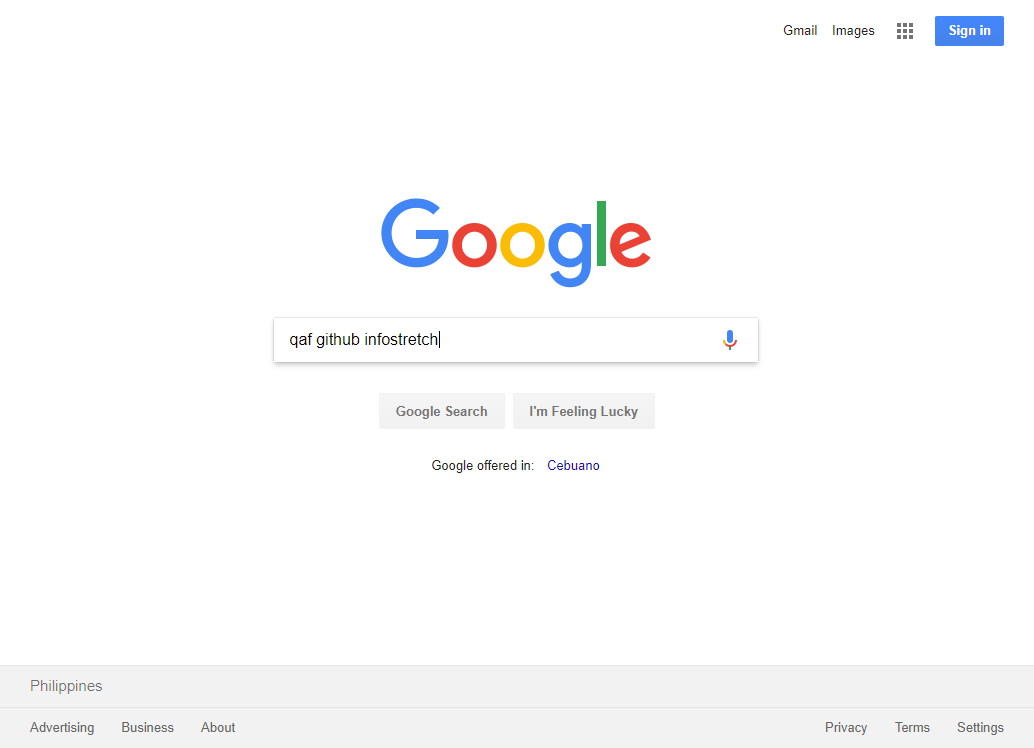 Gmail Images Sign in
Google
qaf github infostretch
Google Search I'm Feeling Lucky
Google offered in: Cebuano
Philippines
Advertising Business About Privacy Terms Settings